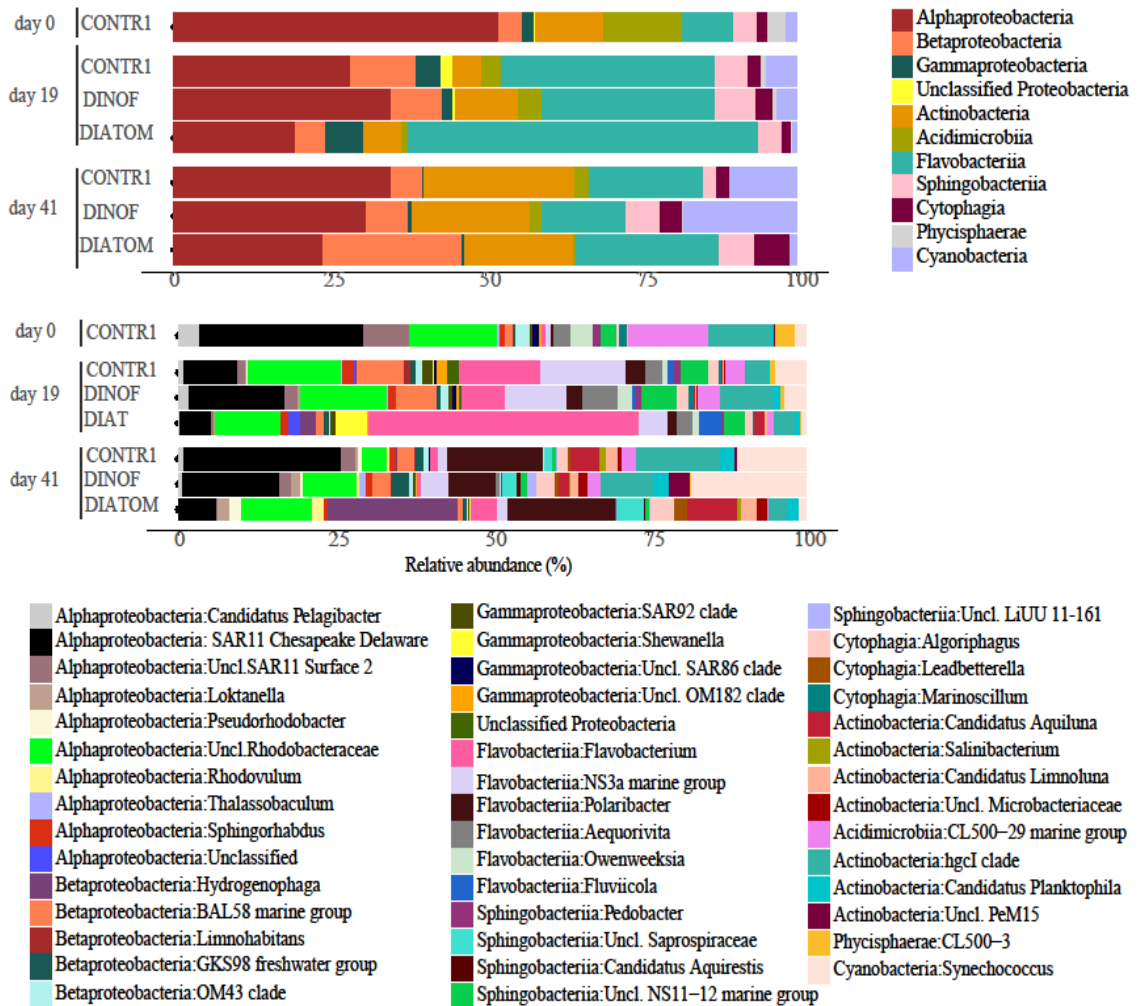 day 0
CONTR1
day 19
CONTR1
DINOF
DIATOM
day 41
CONTR1
DINOF
DIATOM
0 25 50 75 100
Alphaproteobacteria
Betaproteobacteria
Gammaproteobacteria
Unclassified Proteobacteria
Actinobacteria
Acidimicrobiia
Flavobacteriia
Sphingobacteriia
Cytophagia
Phycisphaerae
Cyanobacteria
day 0
CONTR1
day 19
CONTR1
DINOF
DIAT
day 41
CONTR1
DINOF
DIATOM
0 25 50 75 100
Relative abundance (%)
Alphaproteobacteria:Candidatus Pelagibacter
Alphaproteobacteria: SAR11 Chesapeake Delaware
Alphaproteobacteria:Uncl.SAR11 Surface 2
Alphaproteobacteria:Loktanella
Alphaproteobacteria:Pseudorhodobacter
Alphaproteobacteria:Uncl.Rhodobacteraceae
Alphaproteobacteria:Rhodovulum
Alphaproteobacteria:Thalassobaculum
Alphaproteobacteria:Sphingorhabdus
Alphaproteobacteria:Unclassified
Betaproteobacteria:Hydrogenophaga
Betaproteobacteria:BAL58 marine group
Betaproteobacteria:Limnohabitans
Betaproteobacteria:GKS98 freshwater group
Betaproteobacteria:OM43 clade
Gammaproteobacteria:SAR92 clade
Gammaproteobacteria:Shewanella
Gammaproteobacteria:Uncl. SAR86 clade
Gammaproteobacteria:Uncl. OM182 clade
Unclassified Proteobacteria
Flavobacteriia:Flavobacterium
Flavobacteriia:NS3a marine group
Flavobacteriia:Polaribacter
Flavobacteriia:Aequorivita
Flavobacteriia:Owenweeksia
Flavobacteriia:Fluviicola
Sphingobacteriia:Pedobacter
Sphingobacteriia:Uncl. Saprospiraceae
Sphingobacteriia:Candidatus Aquirestis
Sphingobacteriia:Uncl. NS11−12 marine group
Sphingobacteriia:Uncl. LiUU 11-161
Cytophagia:Algoriphagus
Cytophagia:Leadbetterella
Cytophagia:Marinoscillum
Actinobacteria:Candidatus Aquiluna
Actinobacteria:Salinibacterium
Actinobacteria:Candidatus Limnoluna
Actinobacteria:Uncl. Microbacteriaceae
Acidimicrobiia:CL500−29 marine group
Actinobacteria:hgcI clade
Actinobacteria:Candidatus Planktophila
Actinobacteria:Uncl. PeM15
Phycisphaerae:CL500−3
Cyanobacteria:Synechococcus